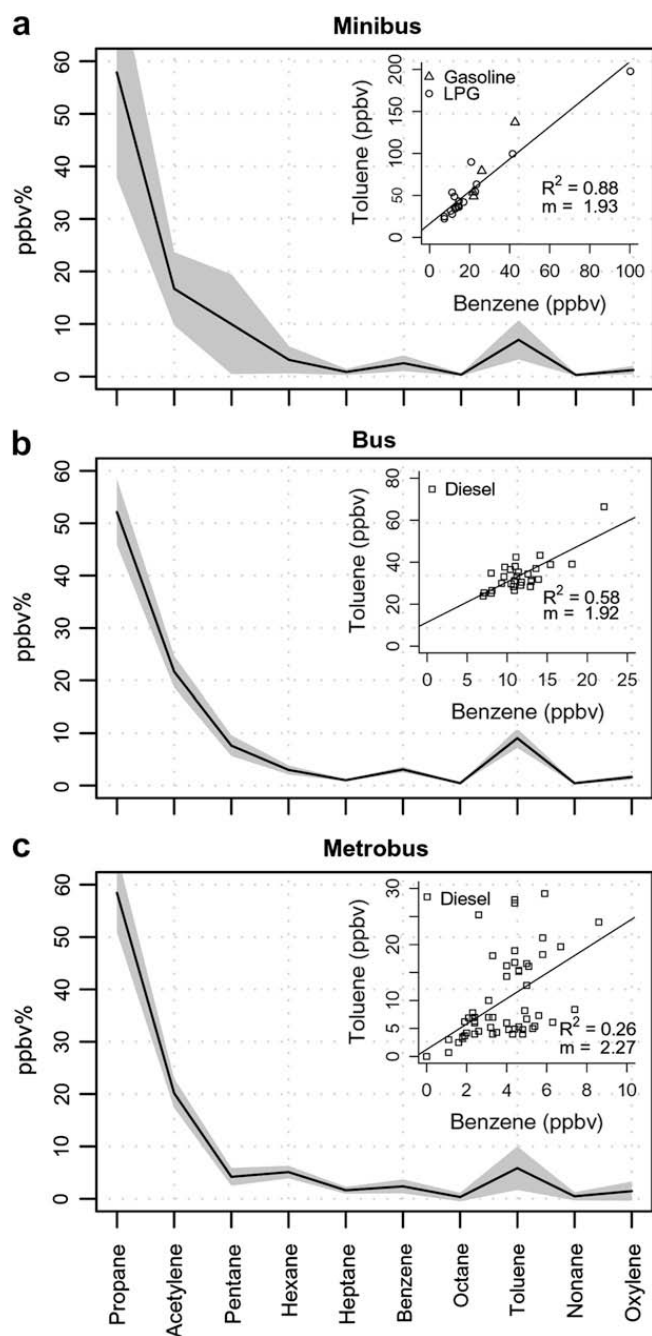 a
Minibus
ppbv%
60
50
40
30
20
10
0
Toluene (ppbv)
200
150
100
50
0
Gasoline
LPG
R² = 0.88
m = 1.93
0 20 40 60 80 100
Benzene (ppbv)
b
Bus
ppbv%
60
50
40
30
20
10
0
Toluene (ppbv)
80
60
40
20
0
Diesel
R² = 0.58
m = 1.92
0 5 10 15 20 25
Benzene (ppbv)
c
Metrobus
ppbv%
60
50
40
30
20
10
0
Toluene (ppbv)
30
20
10
5
0
Diesel
R² = 0.26
m = 2.27
0 2 4 6 8 10
Benzene (ppbv)
Propane
Acetylene
Pentane
Hexane
Heptane
Benzene
Octane
Toluene
Nonane
Oxylene